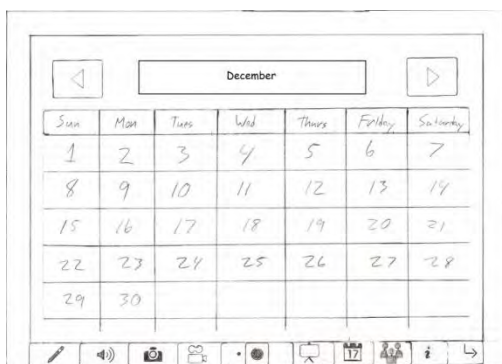 December
Sun Mon Tues Wed Thurs Friday Saturday
1 2 3 4 5 6 7
8 9 10 11 12 13 14
15 16 17 18 19 20 21
22 23 24 25 26 27 28
29 30
17 i